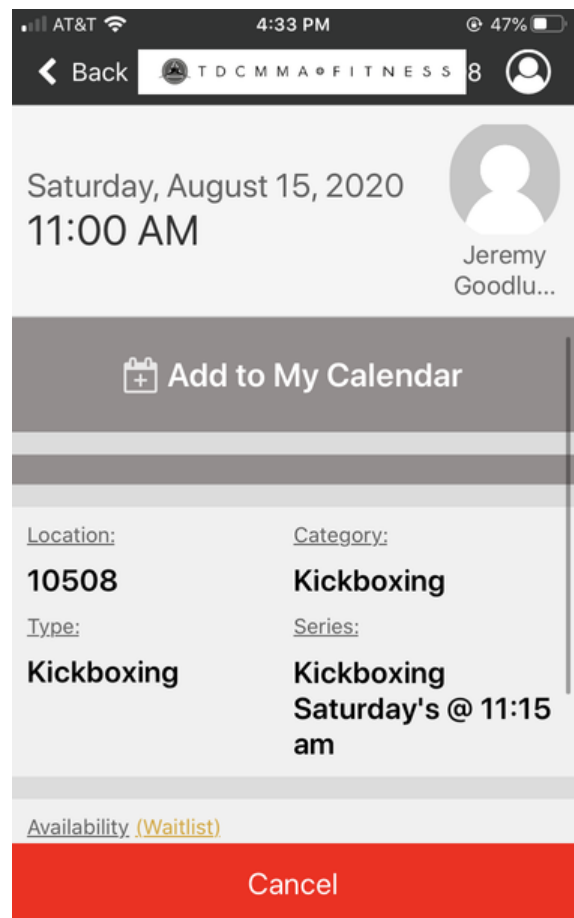 AT&T 4:33 PM 47%
Back TDCMMA●FITNESS 8
Saturday, August 15, 2020
11:00 AM
Jeremy
Goodlu...
Add to My Calendar
Location: Category:
10508 Kickboxing
Type: Series:
Kickboxing Kickboxing
Saturday's @ 11:15
am
Availability (Waitlist)
Cancel